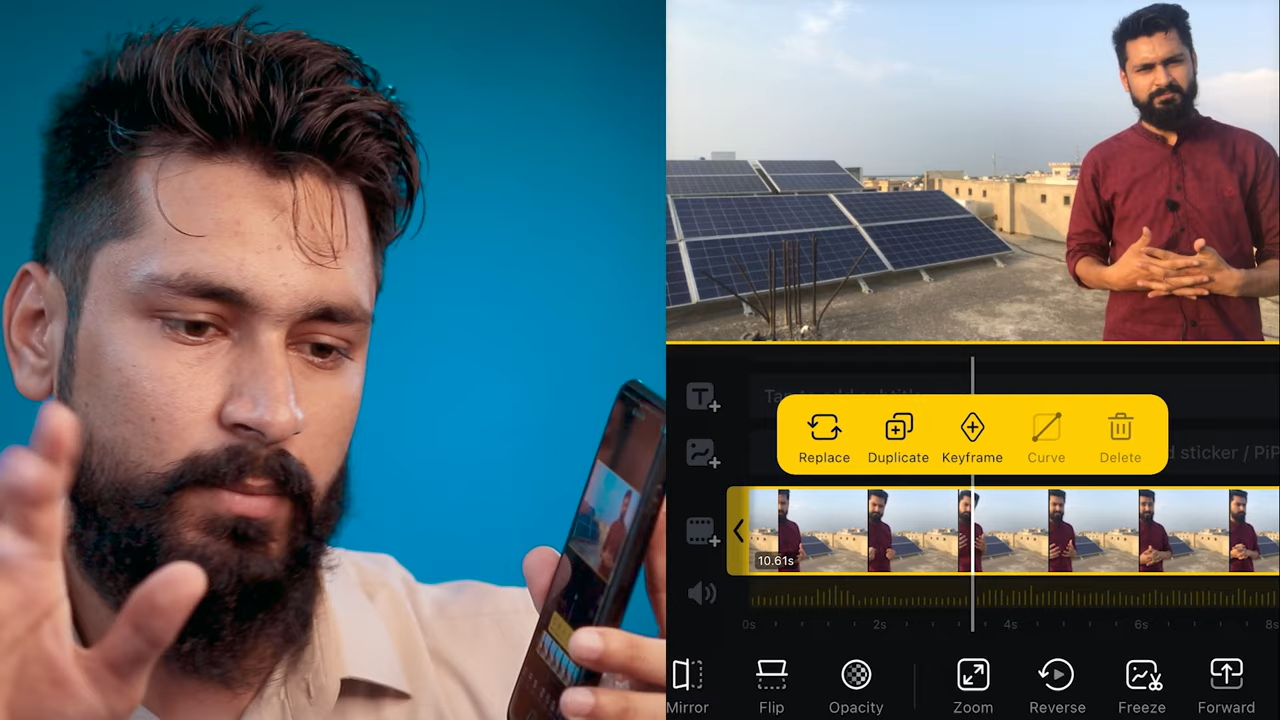 Replace
Duplicate
Keyframe
Curve
Delete
d sticker / PiP
10.61s
0s
2s
4s
6s
8s
Mirror
Flip
Opacity
Zoom
Reverse
Freeze
Forward